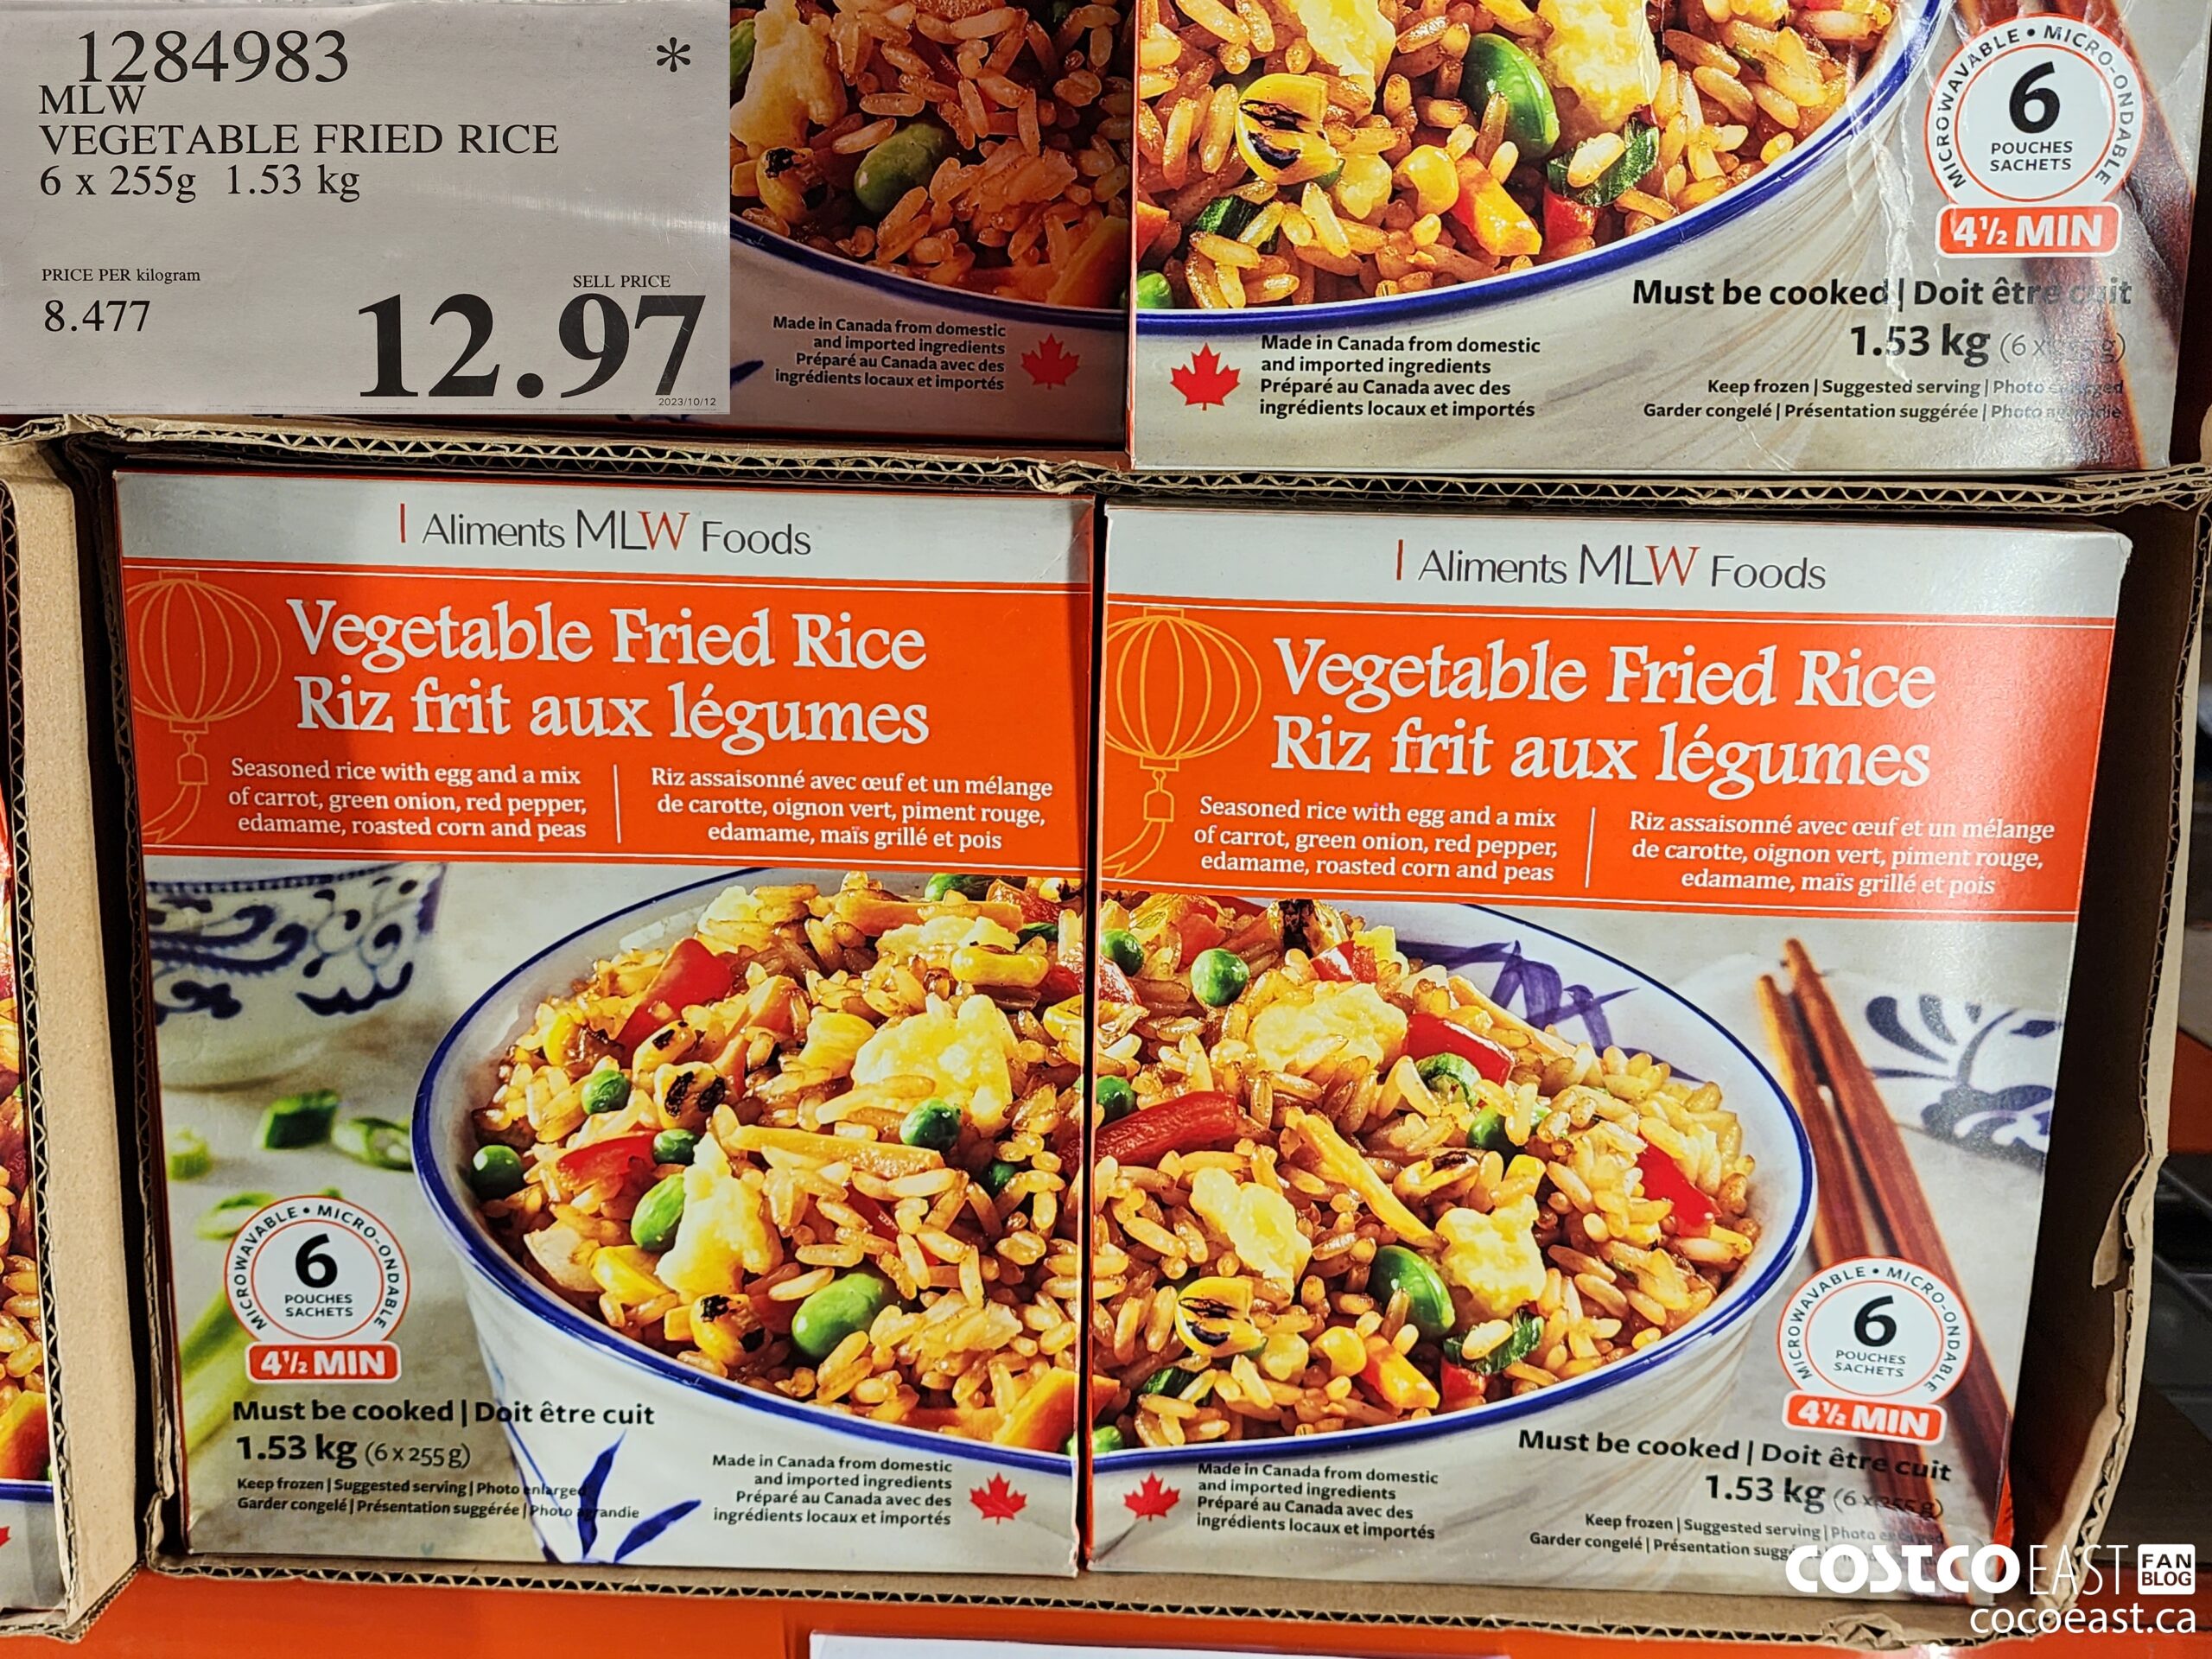 1284983 *
MLW
VEGETABLE FRIED RICE
6 x 255g 1.53 kg
PRICE PER kilogram
8.477
SELL PRICE
12.97
2023/10/12
Made in Canada from domestic
and imported ingredients
Préparé au Canada avec des
ingrédients locaux et importés
MICROWAVABLE • MICRO-ONDABLE
6
POUCHES
SACHETS
4½ MIN
Must be cooked | Doit être cuit
1.53 kg (6 x g)
Keep frozen | Suggested serving | Photo enlarged
Garder congelé | Présentation suggérée | Photo agrandie
Made in Canada from domestic
and imported ingredients
Préparé au Canada avec des
ingrédients locaux et importés
Aliments MLW Foods
Vegetable Fried Rice
Riz frit aux légumes
Seasoned rice with egg and a mix
of carrot, green onion, red pepper,
edamame, roasted corn and peas
Riz assaisonné avec œuf et un mélange
de carotte, oignon vert, piment rouge,
edamame, maïs grillé et pois
MICROWAVABLE • MICRO-ONDABLE
6
POUCHES
SACHETS
4½ MIN
Must be cooked | Doit être cuit
1.53 kg (6 x 255 g)
Keep frozen | Suggested serving | Photo enlarged
Garder congelé | Présentation suggérée | Photo agrandie
Made in Canada from domestic
and imported ingredients
Préparé au Canada avec des
ingrédients locaux et importés
Aliments MLW Foods
Vegetable Fried Rice
Riz frit aux légumes
Seasoned rice with egg and a mix
of carrot, green onion, red pepper,
edamame, roasted corn and peas
Riz assaisonné avec œuf et un mélange
de carotte, oignon vert, piment rouge,
edamame, maïs grillé et pois
MICROWAVABLE • MICRO-ONDABLE
6
POUCHES
SACHETS
4½ MIN
Made in Canada from domestic
and imported ingredients
Préparé au Canada avec des
ingrédients locaux et importés
Must be cooked | Doit être cuit
1.53 kg (6 x 255 g)
Keep frozen | Suggested serving | Photo
Garder congelé | Présentation
COSTCO EAST FAN BLOG
cocoeast.ca